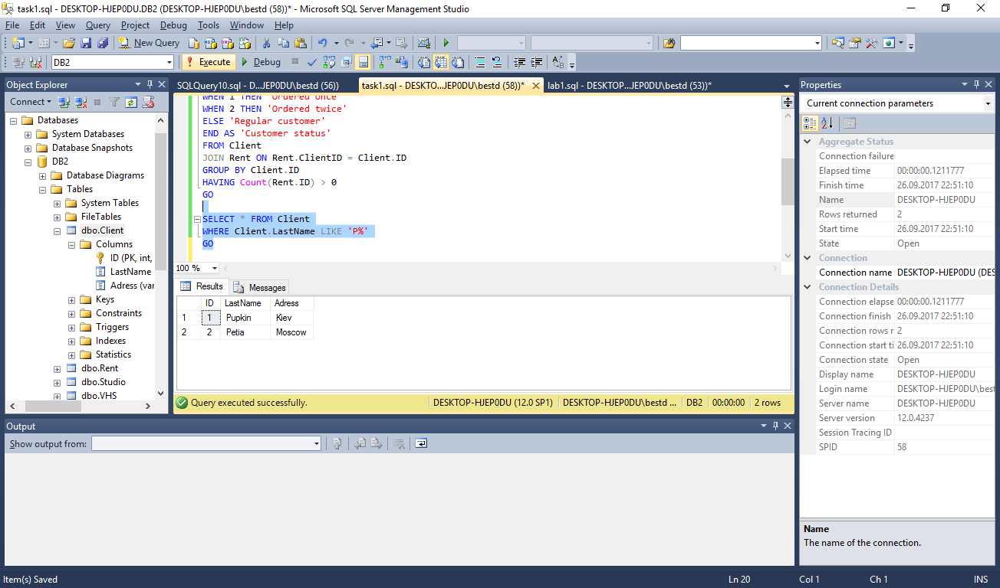 task1.sql - DESKTOP-HJEP0DU.DB2 (DESKTOP-HJEP0DU\bestd (58))* - Microsoft SQL Server Management Studio
File Edit View Query Project Debug Tools Window Help
New Query
DB2 Execute Debug
Object Explorer
Connect
Databases
System Databases
Database Snapshots
DB2
Database Diagrams
Tables
System Tables
FileTables
dbo.Client
Columns
ID (PK, int,
LastName
Adress (var
Keys
Constraints
Triggers
Indexes
Statistics
dbo.Rent
dbo.Studio
dbo.VHS
SQLQuery10.sql - D...JEP0DU\bestd (56)) task1.sql - DESKTO...JEP0DU\bestd (58))* lab1.sql - DESKTOP...JEP0DU\bestd (53))*
WHEN 1 THEN 'Ordered once'
WHEN 2 THEN 'Ordered twice'
ELSE 'Regular customer'
END AS 'Customer status'
FROM Client
JOIN Rent ON Rent.ClientID = Client.ID
GROUP BY Client.ID
HAVING Count(Rent.ID) > 0
GO
SELECT * FROM Client
WHERE Client.LastName LIKE 'P%'
GO
100 %
Results Messages
ID LastName Adress
1 1 Pupkin Kiev
2 2 Petia Moscow
Query executed successfully. DESKTOP-HJEP0DU (12.0 SP1) DESKTOP-HJEP0DU\bestd ... DB2 00:00:00 2 rows
Output
Show output from:
Properties
Current connection parameters
Aggregate Status
Connection failure
Elapsed time 00:00:00.1211777
Finish time 26.09.2017 22:51:10
Name DESKTOP-HJEP0DU
Rows returned 2
Start time 26.09.2017 22:51:10
State Open
Connection
Connection name DESKTOP-HJEP0DU (DES
Connection Details
Connection elapse 00:00:00.1211777
Connection finish 26.09.2017 22:51:10
Connection rows r 2
Connection start ti 26.09.2017 22:51:10
Connection state Open
Display name DESKTOP-HJEP0DU
Login name DESKTOP-HJEP0DU\best
Server name DESKTOP-HJEP0DU
Server version 12.0.4237
Session Tracing ID
SPID 58
Name
The name of the connection.
Item(s) Saved Ln 20 Col 1 Ch 1 INS